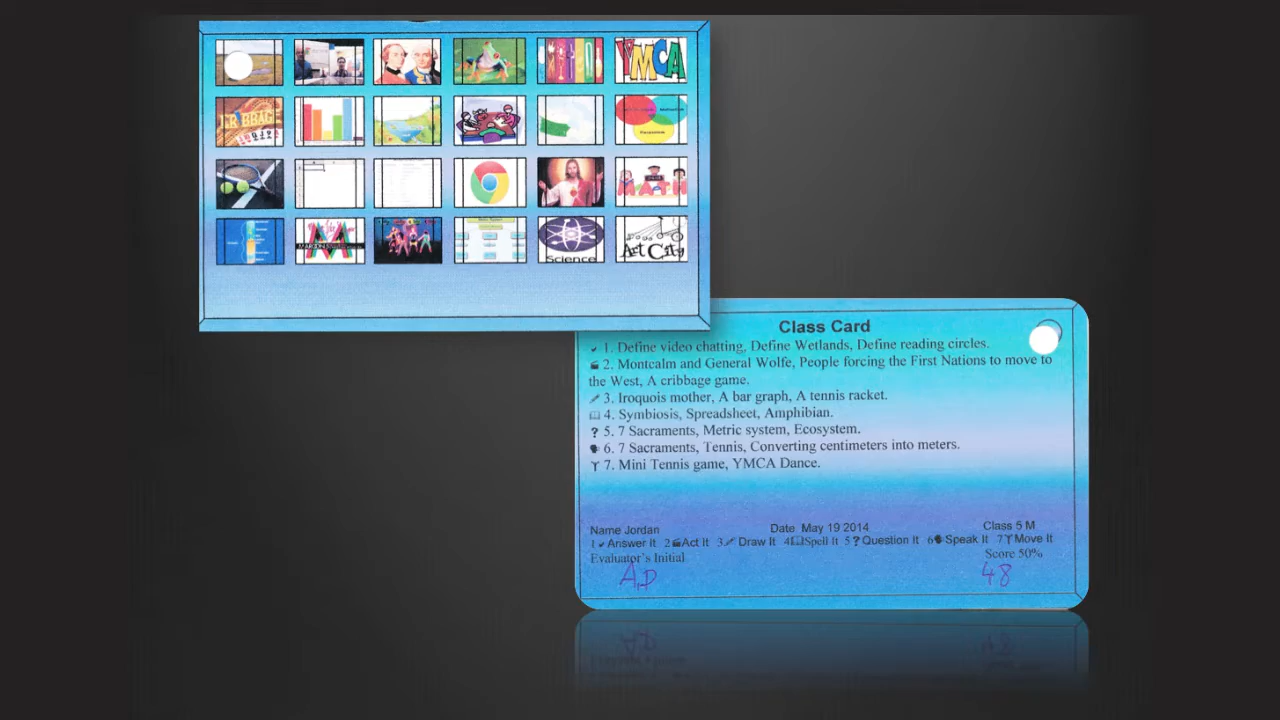 YMCA
MATH
MAROON 5
Science
Art City
Class Card
1. Define video chatting, Define Wetlands, Define reading circles.
2. Montcalm and General Wolfe, People forcing the First Nations to move to
the West, A cribbage game.
3. Iroquois mother, A bar graph, A tennis racket.
4. Symbiosis, Spreadsheet, Amphibian.
? 5. 7 Sacraments, Metric system, Ecosystem.
6. 7 Sacraments, Tennis, Converting centimeters into meters.
7. Mini Tennis game, YMCA Dance.
Name Jordan Date May 19 2014 Class 5 M
1 Answer It 2 Act It 3 Draw It 4 Spell It 5 ? Question It 6 Speak It 7 Move It
Evaluator's Initial Score 50%
AD 48